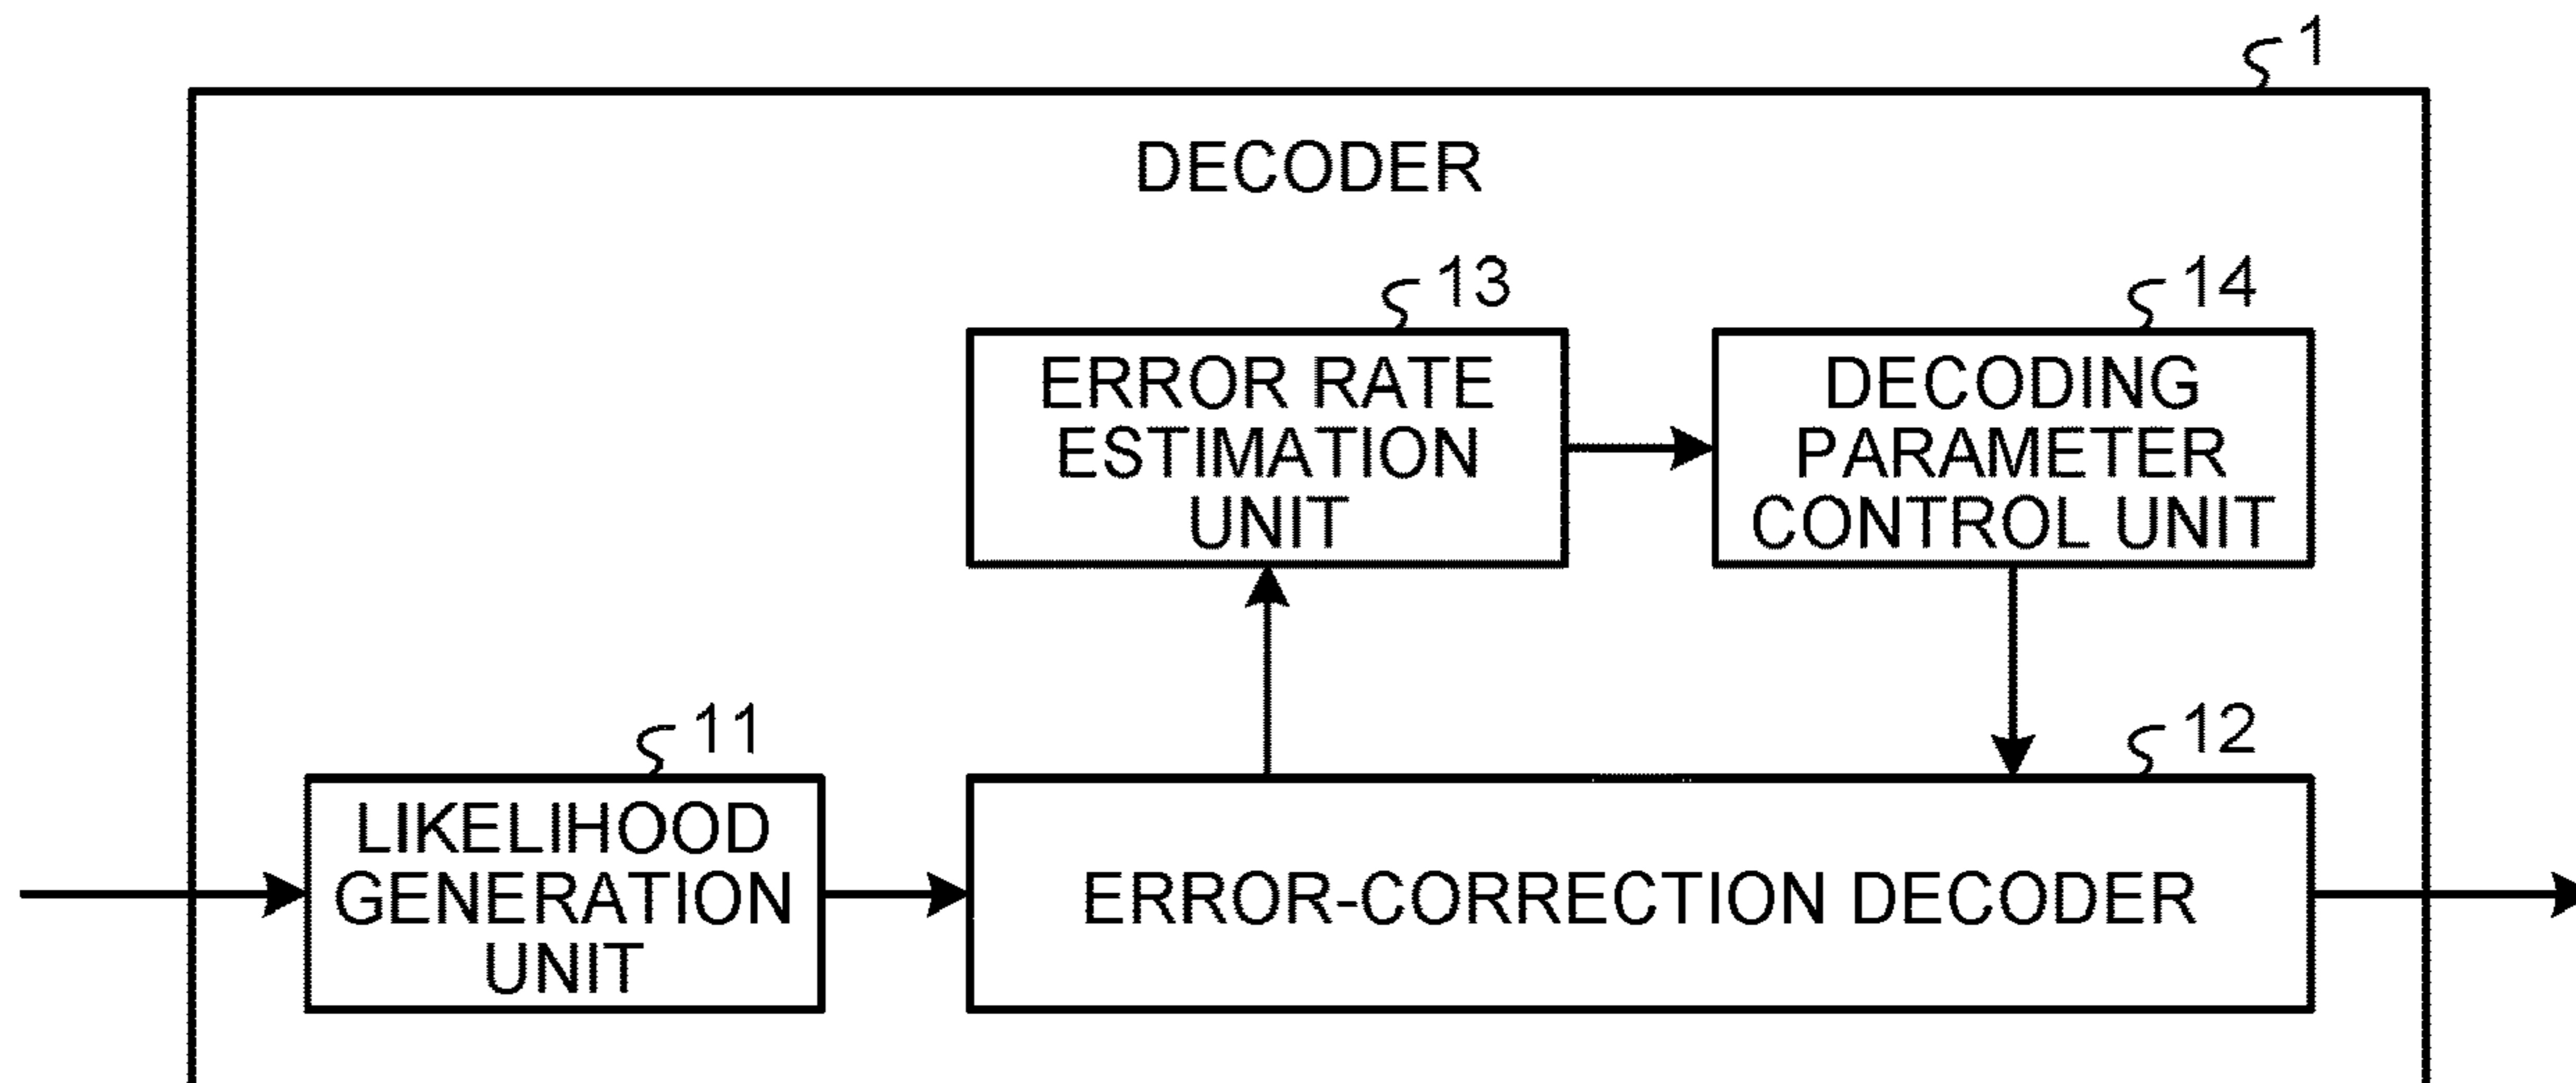 1
DECODER
13
14
ERROR RATE
ESTIMATION
UNIT
DECODING
PARAMETER
CONTROL UNIT
11
12
LIKELIHOOD
GENERATION
UNIT
ERROR-CORRECTION DECODER